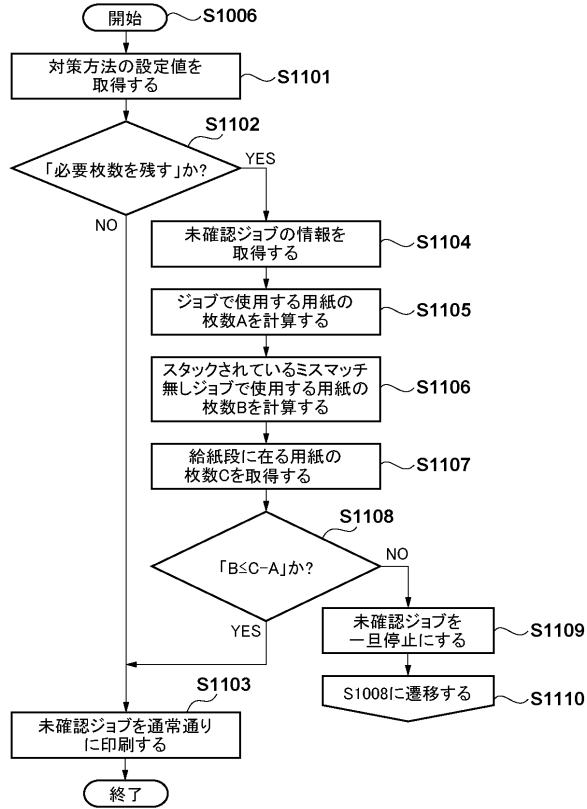 開始
S1006
対策方法の設定値を
取得する
S1101
S1102
「必要枚数を残す」か?
YES
NO
未確認ジョブの情報を
取得する
S1104
ジョブで使用する用紙の
枚数Aを計算する
S1105
スタックされているミスマッチ
無しジョブで使用する用紙の
枚数Bを計算する
S1106
給紙段に在る用紙の
枚数Cを取得する
S1107
S1108
「B≦C−A」か?
NO
YES
未確認ジョブを
一旦停止にする
S1109
S1008に遷移する
S1110
S1103
未確認ジョブを通常通り
に印刷する
終了